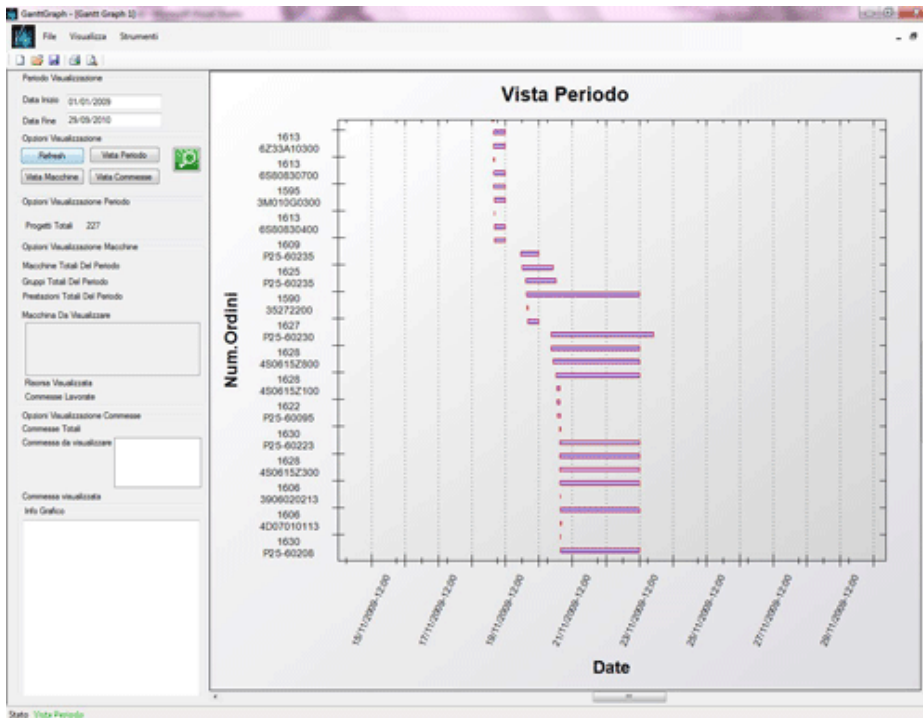 GanttGraph - [Gantt Graph 1]
File Visualizza Strumenti
Periodo Visualizzazione
Data Inizio 01/01/2009
Data Fine 29/09/2010
Opzioni Visualizzazione
Refresh Vista Periodo
Vista Macchine Vista Commesse
Opzioni Visualizzazione Periodo
Progetti Totali 227
Opzioni Visualizzazione Macchine
Macchine Totali Del Periodo
Gruppi Totali Del Periodo
Prestazioni Totali Del Periodo
Macchina Da Visualizzare
Risorsa Visualizzata
Commesse Lavorate
Opzioni Visualizzazione Commesse
Commesse Totali
Commessa da visualizzare
Commessa visualizzata
Info Grafico
Stato Vista Periodo
Vista Periodo
Num.Ordini
1613
6Z33A10300
1613
6S80830700
1595
3M010G0300
1613
6S80830400
1609
P25-60235
1625
P25-60235
1590
35272200
1627
P25-60230
1628
4S0615Z800
1628
4S0615Z100
1622
P25-60095
1630
P25-60223
1628
4S0615Z300
1606
3906020213
1606
4D07010113
1630
P25-60208
15/11/2009-12:00
17/11/2009-12:00
19/11/2009-12:00
21/11/2009-12:00
23/11/2009-12:00
25/11/2009-12:00
27/11/2009-12:00
29/11/2009-12:00
Date